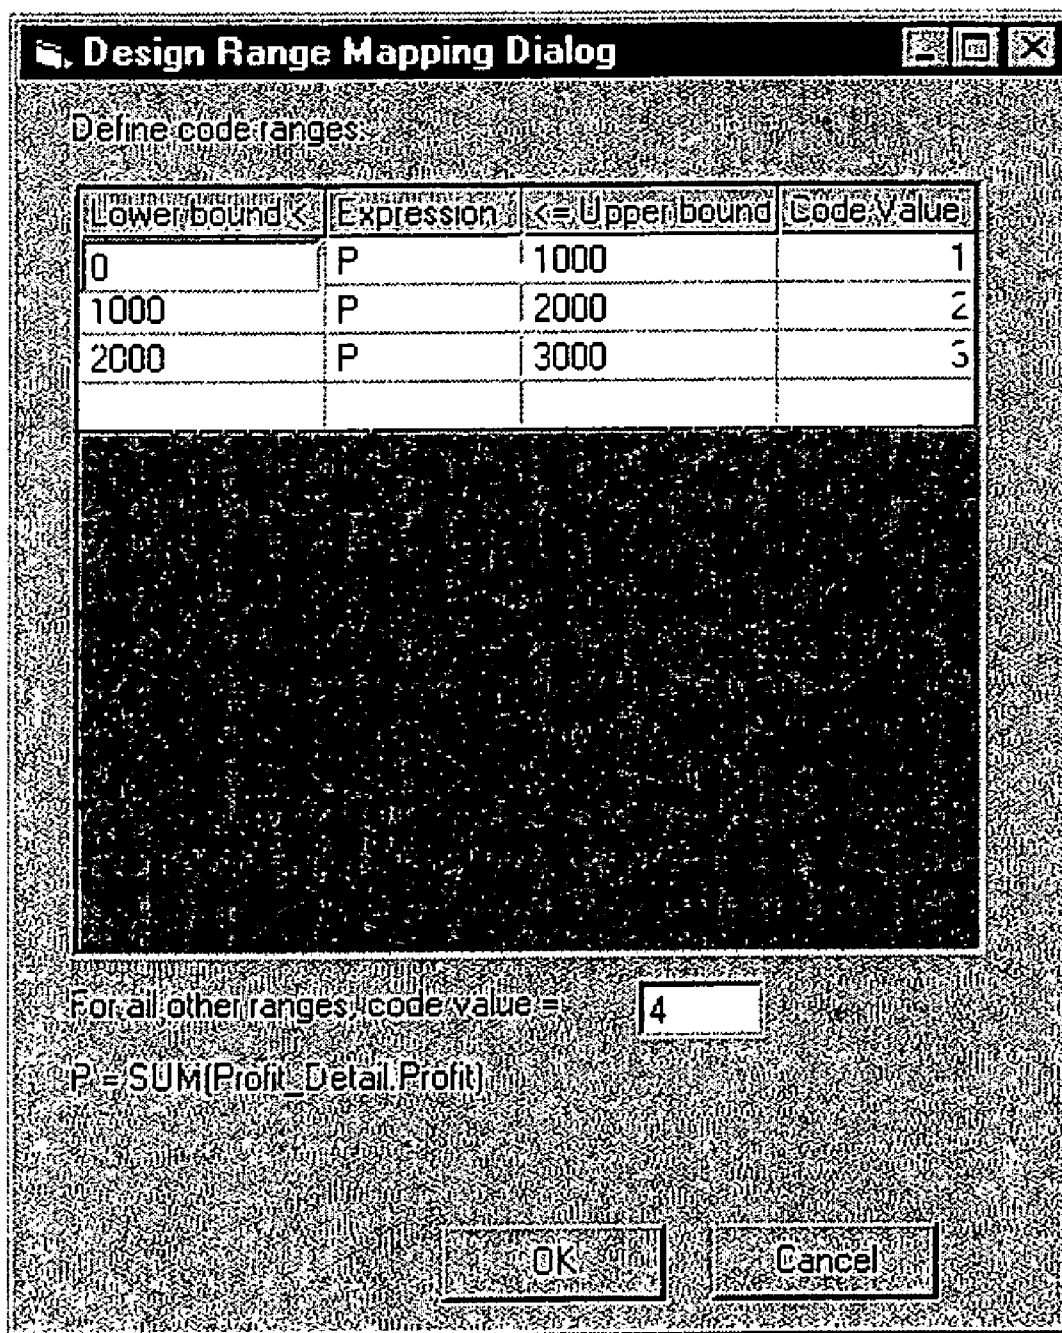 Design Range Mapping Dialog
Define code ranges:
Lower bound < Expression <= Upper bound Code Value
0 P 1000 1
1000 P 2000 2
2000 P 3000 3
For all other ranges, code value = 4
P = SUM(Profit_Detail.Profit)
OK Cancel